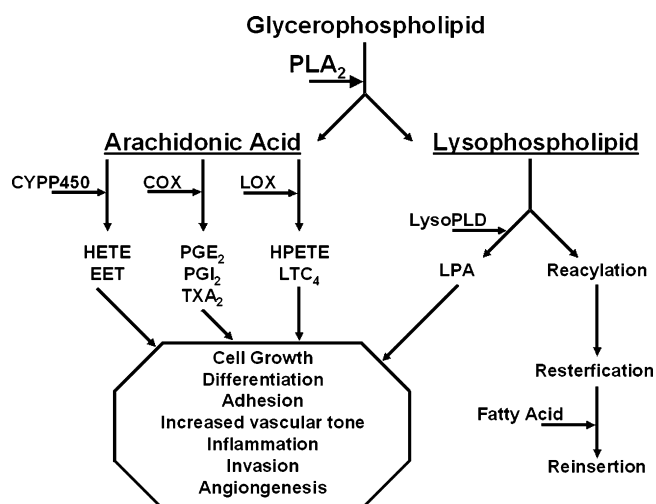 Glycerophospholipid
PLA₂
Arachidonic Acid
Lysophospholipid
CYPP450
COX
LOX
LysoPLD
HETE
EET
PGE₂
PGI₂
TXA₂
HPETE
LTC₄
LPA
Reacylation
Cell Growth
Differentiation
Adhesion
Increased vascular tone
Inflammation
Invasion
Angiongenesis
Resterfication
Fatty Acid
Reinsertion